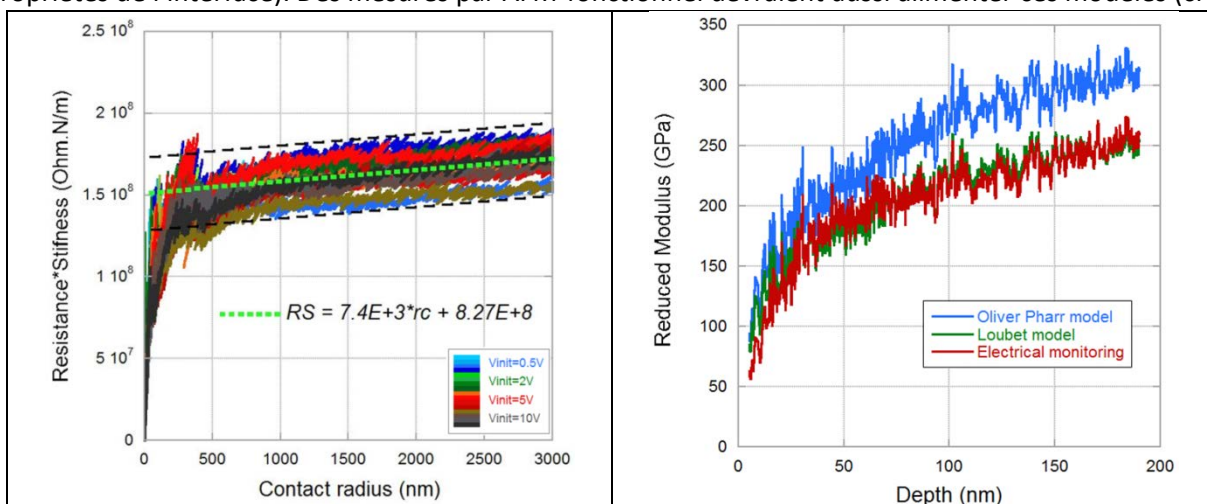 propriétés de l'interface). Des mesures par AFM fonctionnel devraient aussi alimenter ces modèles (cf
2.5 10⁸
2 10⁸
1.5 10⁸
1 10⁸
5 10⁷
0
Resistance*Stifness (Ohm.N/m)
RS = 7.4E+3*rc + 8.27E+8
Vinit=0.5V
Vinit=2V
Vinit=5V
Vinit=10V
0 500 1000 1500 2000 2500 3000
Contact radius (nm)
350
300
250
200
150
100
50
0
Reduced Modulus (GPa)
Oliver Pharr model
Loubet model
Electrical monitoring
0 50 100 150 200
Depth (nm)